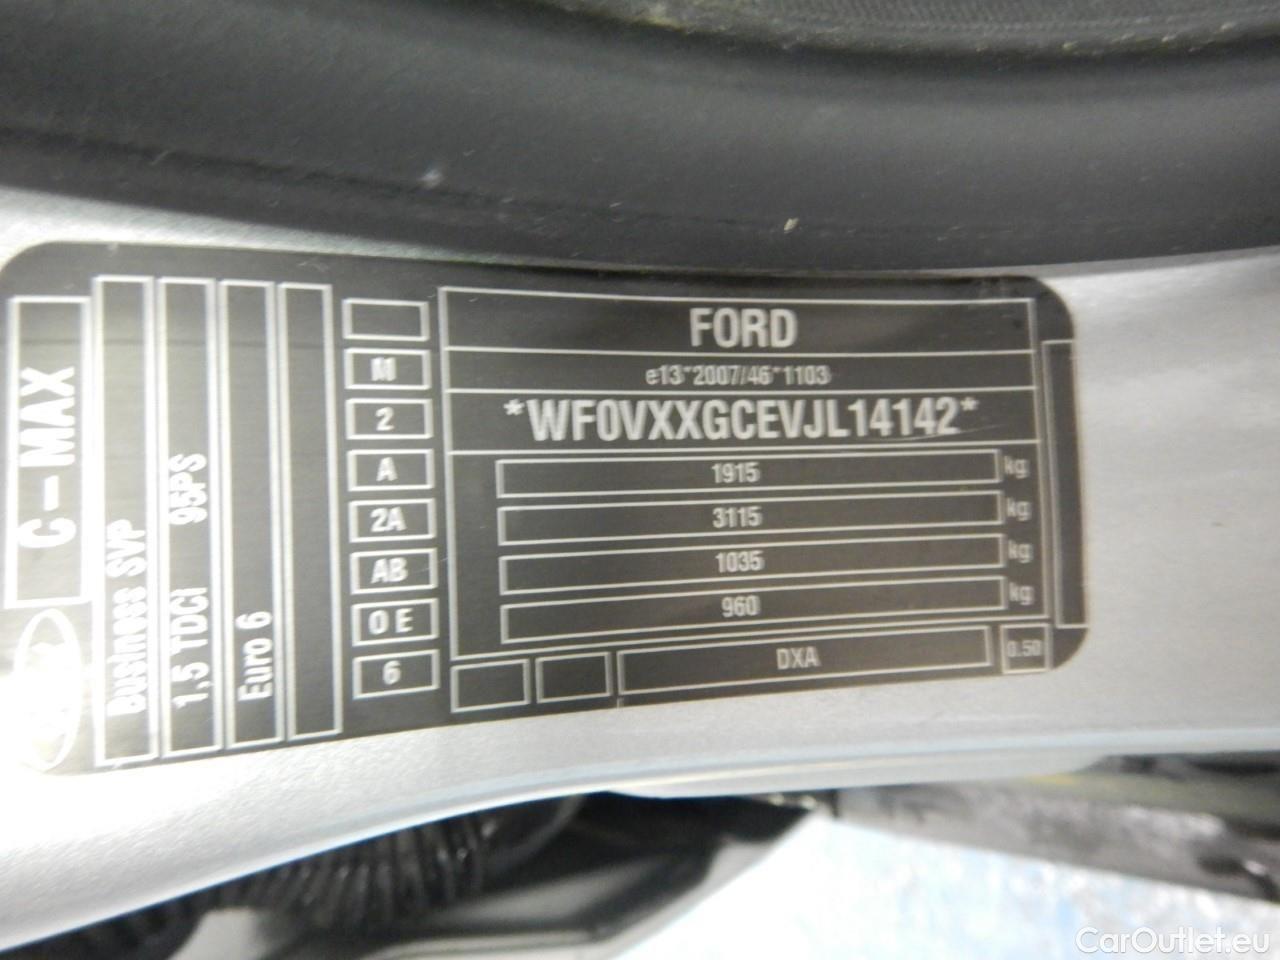 FORD
e13*2007/46*1103
*WF0VXXGCEVJL14142*
1915 kg
3115 kg
1035 kg
960 kg
DXA
0.50
M
2
A
2A
AB
0E
6
C-MAX
Business SVP
1.5 TDCi 95PS
Euro 6
CarOutlet.eu